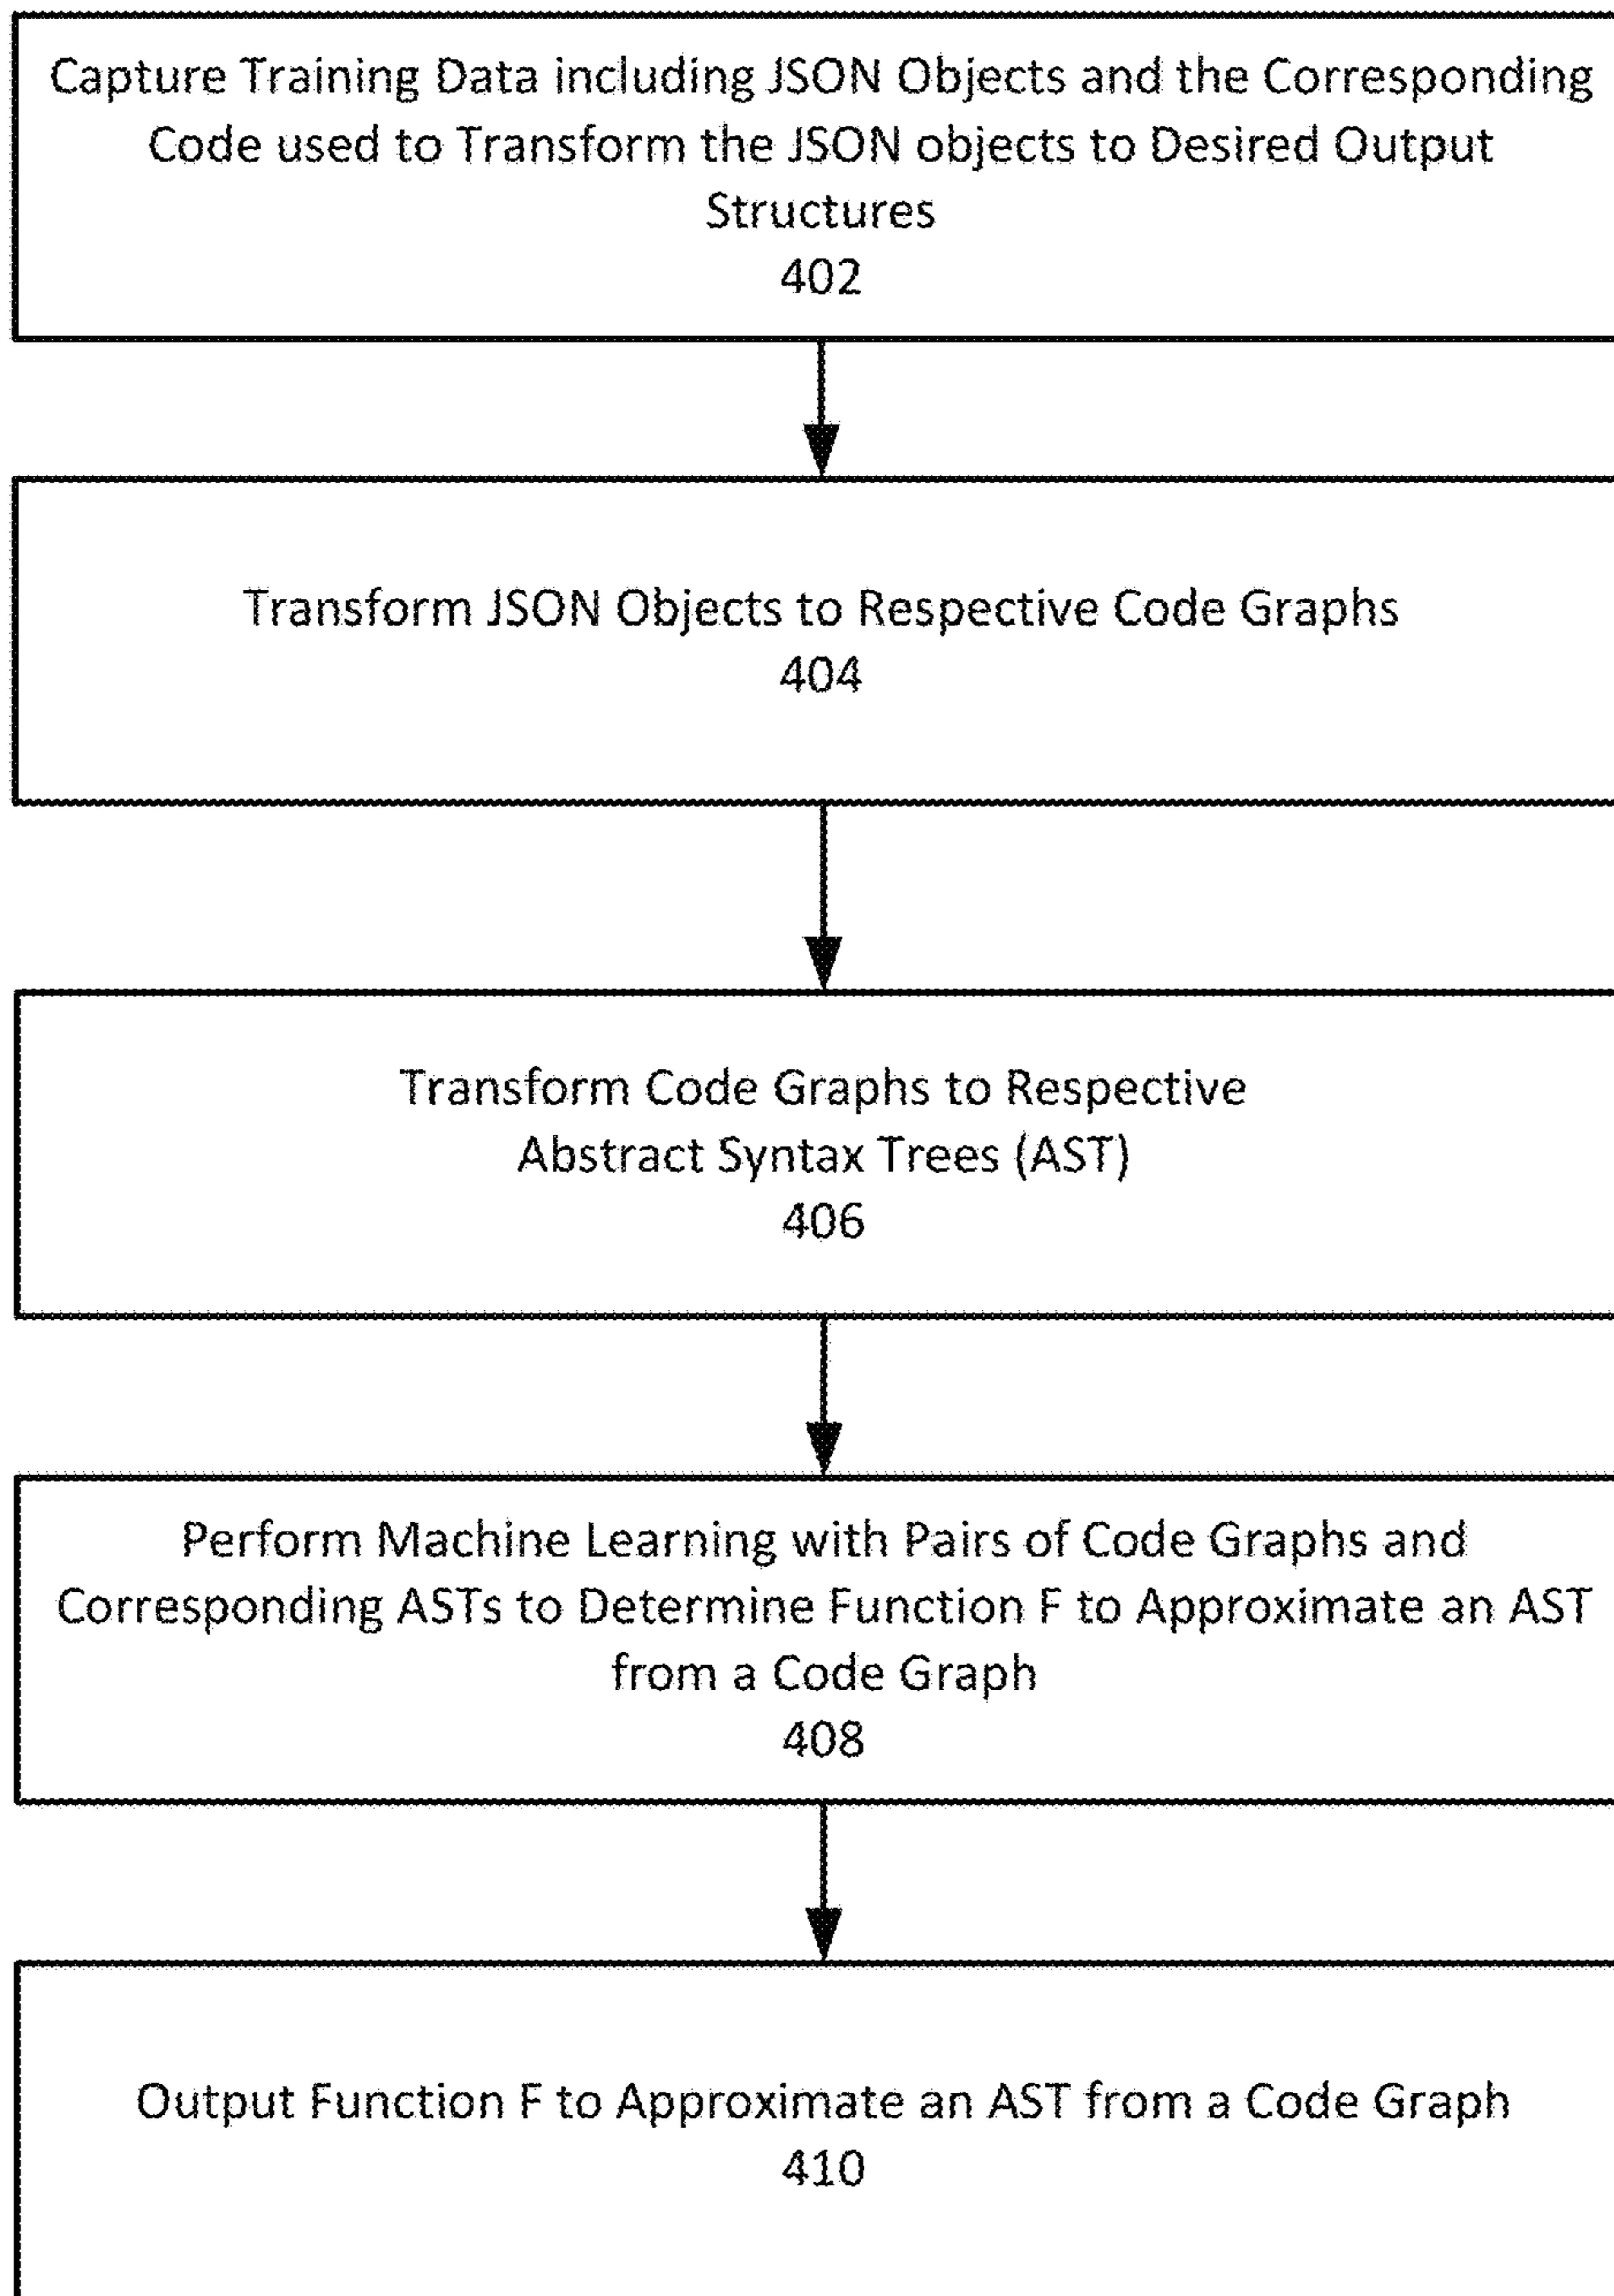 Capture Training Data including JSON Objects and the Corresponding
Code used to Transform the JSON objects to Desired Output
Structures
402
Transform JSON Objects to Respective Code Graphs
404
Transform Code Graphs to Respective
Abstract Syntax Trees (AST)
406
Perform Machine Learning with Pairs of Code Graphs and
Corresponding ASTs to Determine Function F to Approximate an AST
from a Code Graph
408
Output Function F to Approximate an AST from a Code Graph
410